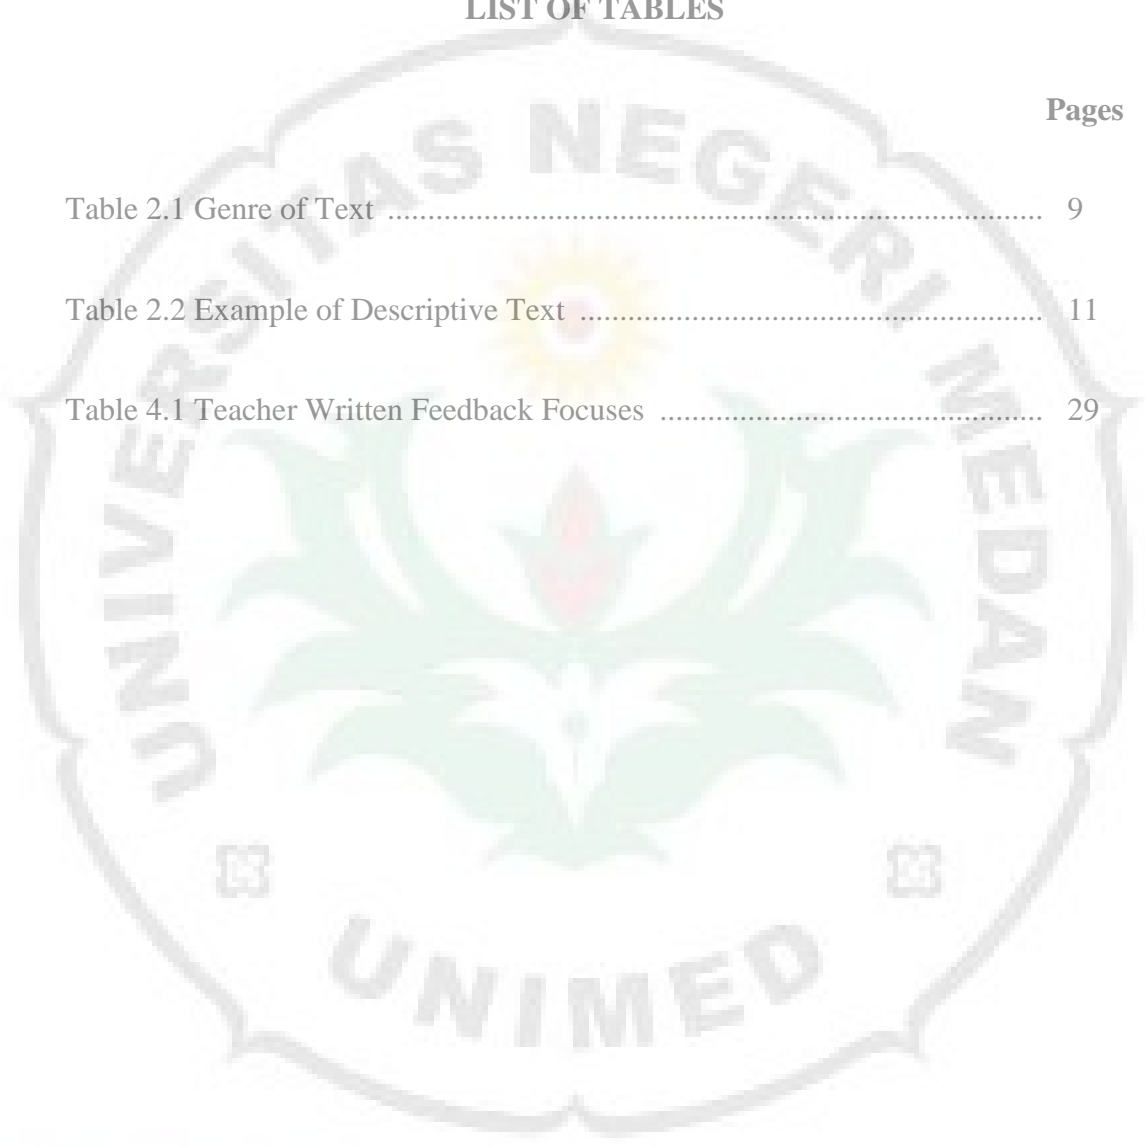 LIST OF TABLES
Pages
Table 2.1 Genre of Text .................................................................... 9
Table 2.2 Example of Descriptive Text ................................................ 11
Table 4.1 Teacher Written Feedback Focuses ........................................ 29
UNIVERSITAS NEGERI MEDAN
UNIMED